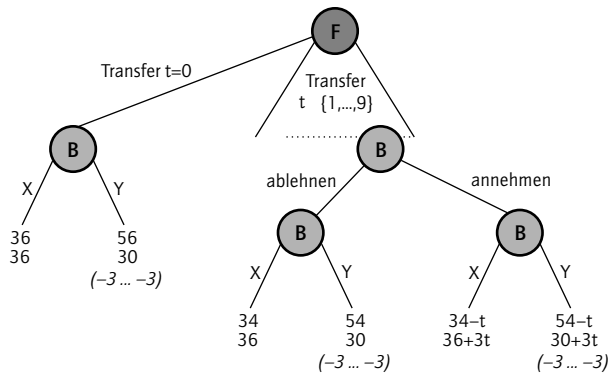 F
Transfer t=0
Transfer
t {1,...,9}
B
B
ablehnen
annehmen
X
Y
B
B
36
36
56
30
(–3 ... –3)
X
Y
X
Y
34
36
54
30
(–3 ... –3)
34–t
36+3t
54–t
30+3t
(–3 ... –3)